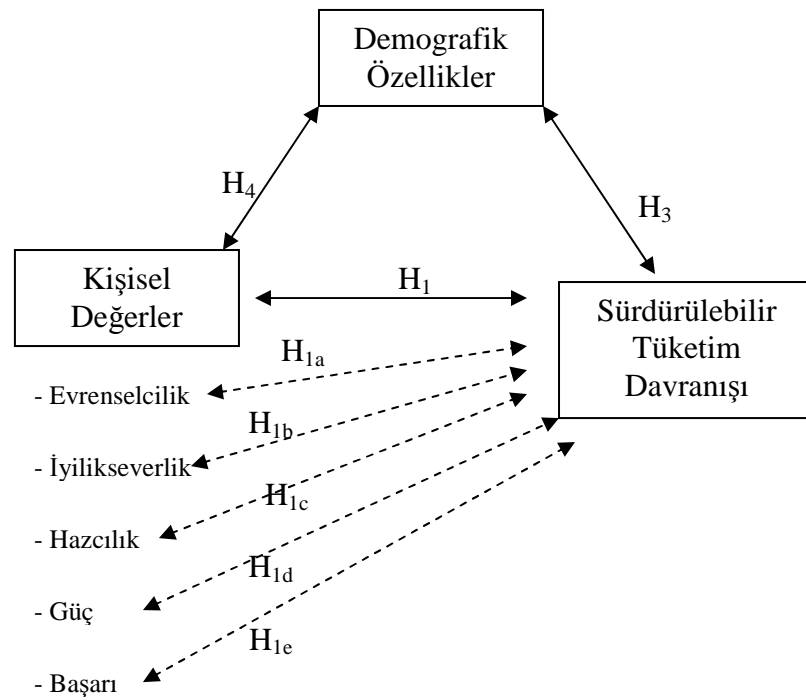 Demografik
Özellikler
H4
H3
Kişisel
Değerler
H1
Sürdürülebilir
Tüketim
Davranışı
H1a
- Evrenselcilik
H1b
- İyilikseverlik
H1c
- Hazcılık
H1d
- Güç
H1e
- Başarı